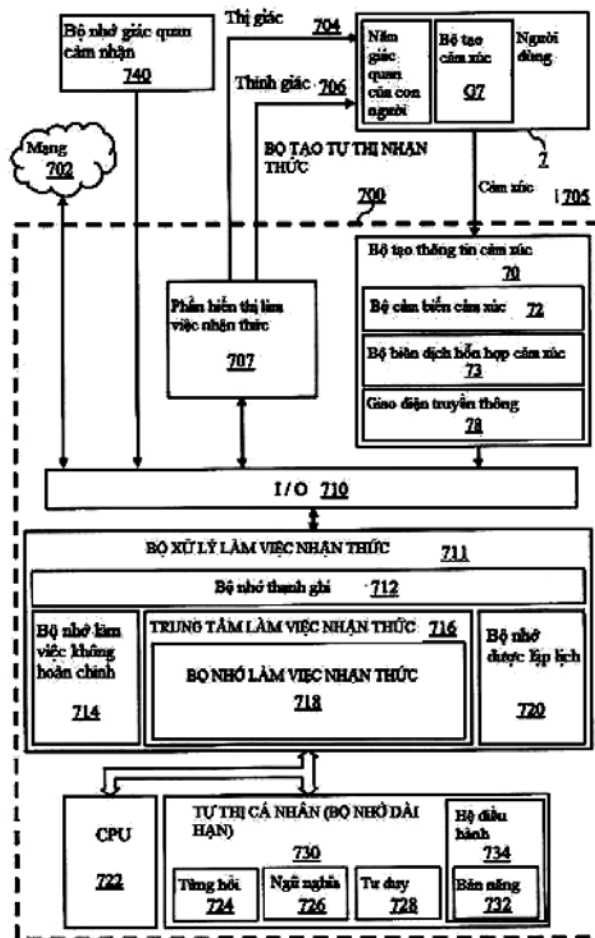 Bộ nhớ giác quan
cảm nhận
740
Mạng
702
Thị giác 704
Thính giác 706
Năm
giác
quan
của con
người
Bộ tạo
cảm xúc
G7
Người
dùng
7
BỘ TẠO TỰ THỊ NHẬN
THỨC
700
Cảm xúc
705
Phần hiển thị làm
việc nhận thức
707
Bộ tạo thông tin cảm xúc
70
Bộ cảm biến cảm xúc
72
Bộ biên dịch hỗn hợp cảm xúc
73
Giao diện truyền thông
78
I / O 710
BỘ XỬ LÝ LÀM VIỆC NHẬN THỨC 711
Bộ nhớ thanh ghi 712
Bộ nhớ làm
việc không
hoàn chỉnh
714
TRUNG TÂM LÀM VIỆC NHẬN THỨC 716
BỘ NHỚ LÀM VIỆC NHẬN THỨC
718
Bộ nhớ
được lập lịch
720
CPU
722
TỰ THỊ CÁ NHÂN (BỘ NHỚ DÀI
HẠN)
730
Từng hồi
724
Ngữ nghĩa
726
Tư duy
728
Hệ điều
hành
734
Bản năng
732